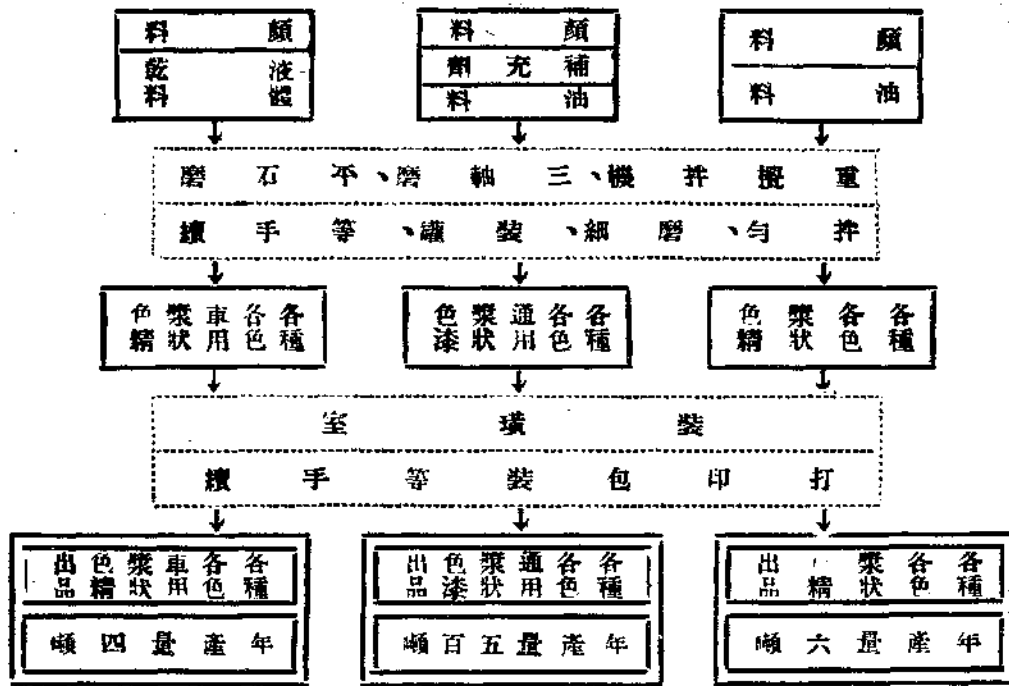 顏料
油料
顏料
補充劑
油料
顏料
液體乾料
重攪拌機、三軸磨、平石磨
拌勻、磨細、裝罐、等手續
各種各色漿狀色精
各種各色通用漿狀色漆
各種各色車用漿狀色精
裝璜室
打印包裝等手續
各種各色漿狀精出品
年產量六噸
各種各色通用漿狀色漆出品
年產量五百噸
各種各色車用漿狀色精出品
年產量四噸